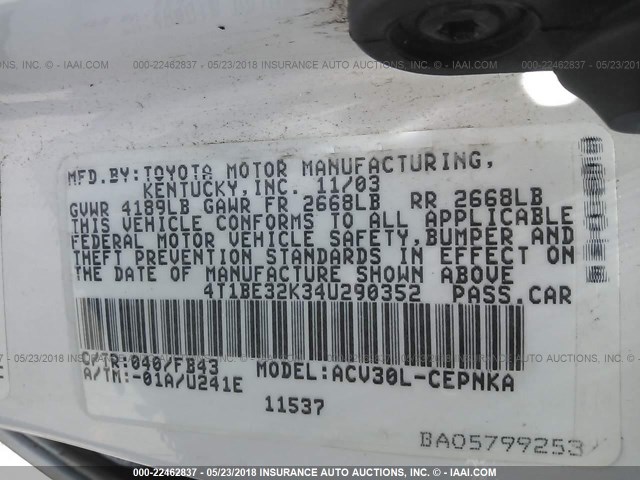 000-22462837 - 05/23/2018 INSURANCE AUTO AUCTIONS, INC. © - IAAI.COM
MFD.BY:TOYOTA MOTOR MANUFACTURING,
KENTUCKY,INC. 11/03
GVWR 4189LB GAWR FR 2668LB RR 2668LB
THIS VEHICLE CONFORMS TO ALL APPLICABLE
FEDERAL MOTOR VEHICLE SAFETY,BUMPER AND
THEFT PREVENTION STANDARDS IN EFFECT ON
THE DATE OF MANUFACTURE SHOWN ABOVE
4T1BE32K34U290352 PASS.CAR
C/TR:040/FB43 MODEL:ACV30L-CEPNKA
A/TM:-01A/U241E
11537
BA05799253
000-22462837 - 05/23/2018 INSURANCE AUTO AUCTIONS, INC. © - IAAI.COM